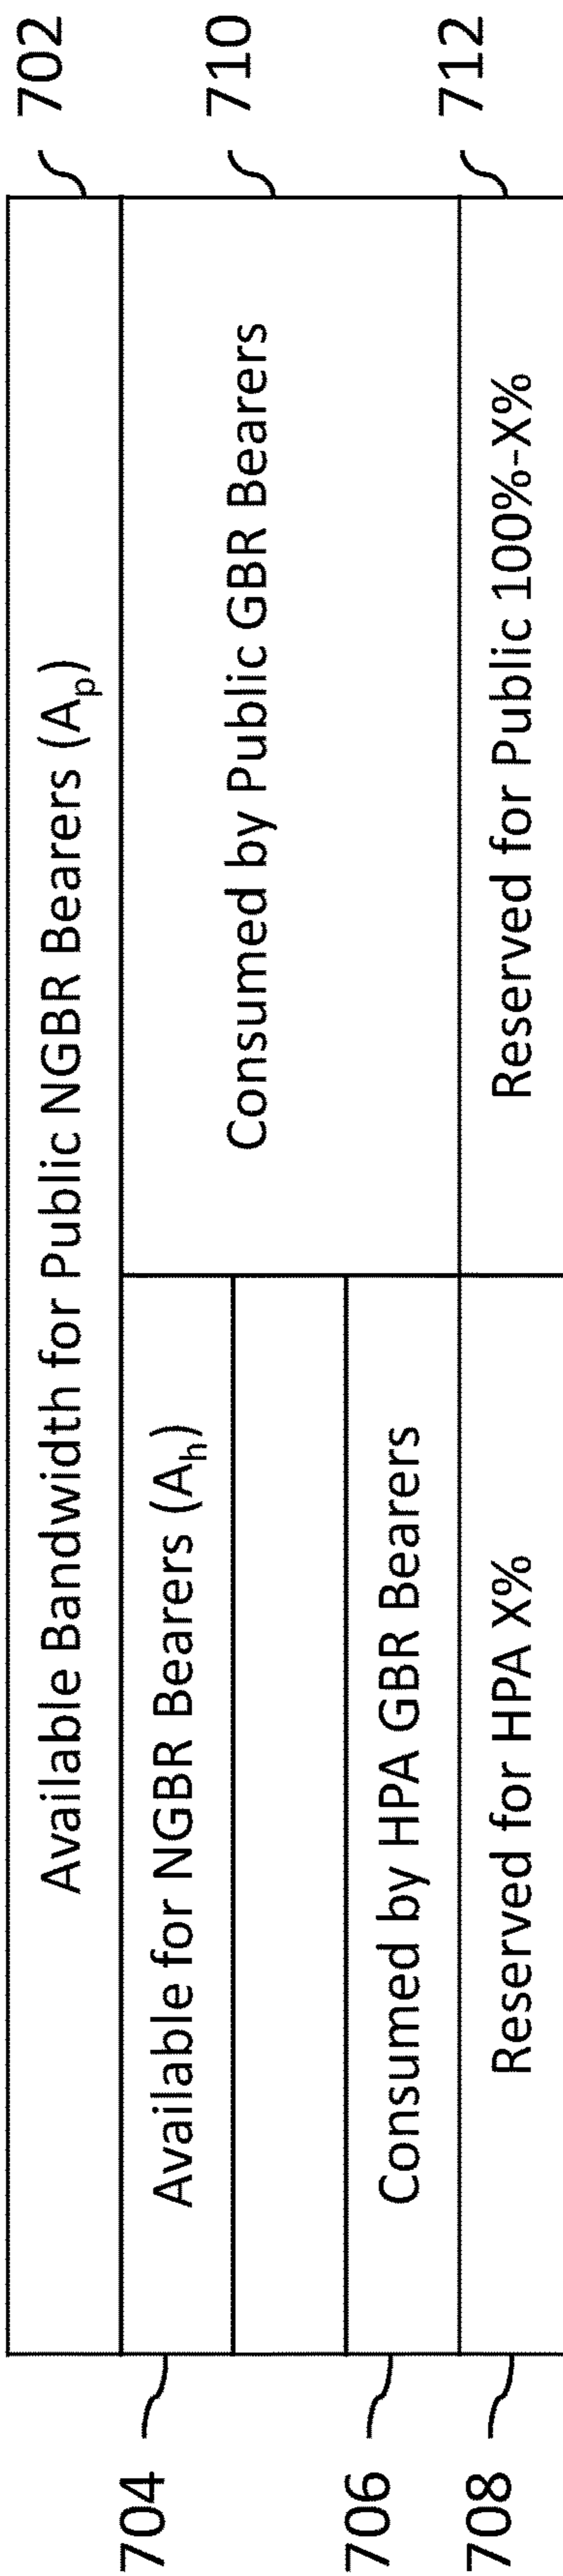 702
Available Bandwidth for Public NGBR Bearers (Ap)
704
Available for NGBR Bearers (Ah)
710
Consumed by Public GBR Bearers
706
Consumed by HPA GBR Bearers
708
Reserved for HPA X%
Reserved for Public 100%-X%
712